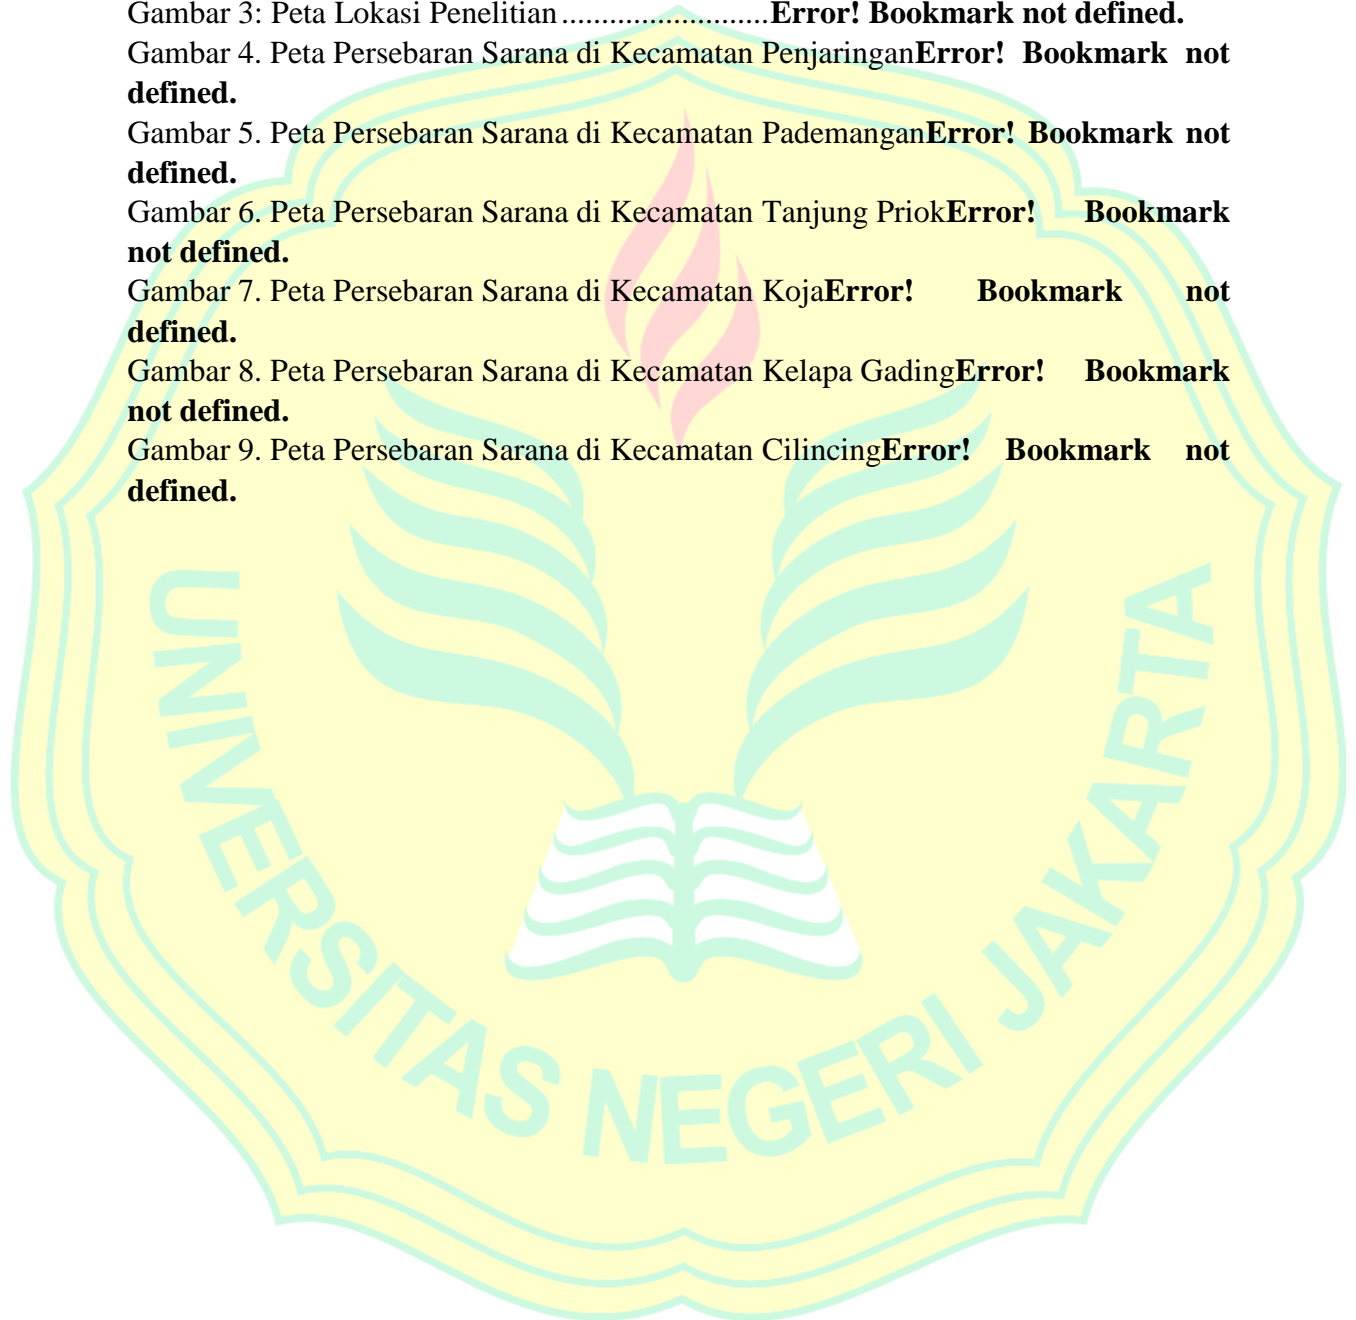 Gambar 3: Peta Lokasi Penelitian ..........................Error! Bookmark not defined.
Gambar 4. Peta Persebaran Sarana di Kecamatan PenjaringanError! Bookmark not
defined.
Gambar 5. Peta Persebaran Sarana di Kecamatan PademanganError! Bookmark not
defined.
Gambar 6. Peta Persebaran Sarana di Kecamatan Tanjung PriokError! Bookmark
not defined.
Gambar 7. Peta Persebaran Sarana di Kecamatan KojaError! Bookmark not
defined.
Gambar 8. Peta Persebaran Sarana di Kecamatan Kelapa GadingError! Bookmark
not defined.
Gambar 9. Peta Persebaran Sarana di Kecamatan CilincingError! Bookmark not
defined.
UNIVERSITAS NEGERI JAKARTA